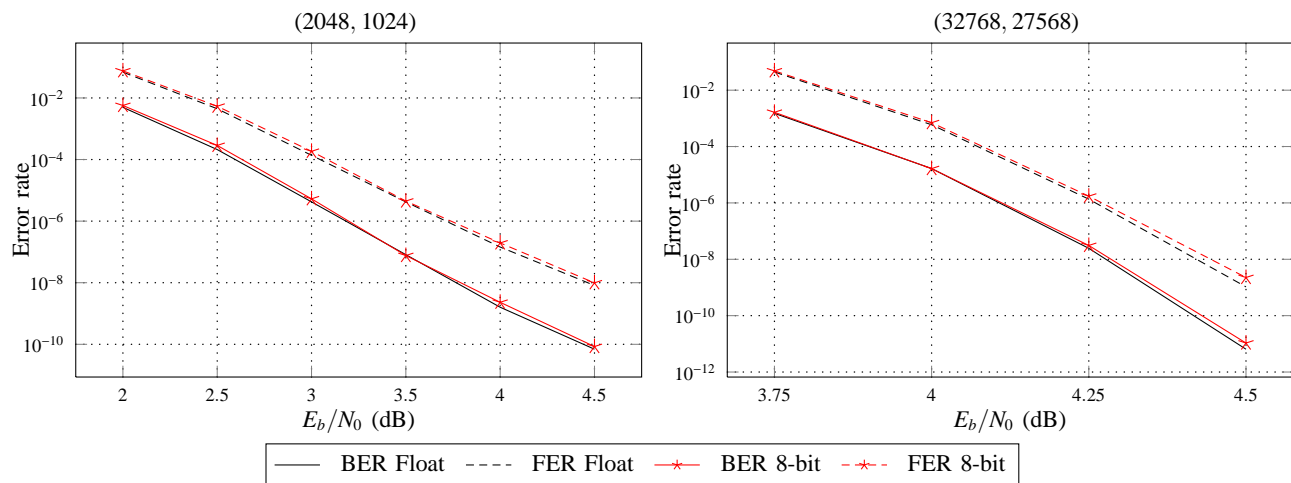 (2048, 1024)
Error rate
10⁻²
10⁻⁴
10⁻⁶
10⁻⁸
10⁻¹⁰
2 2.5 3 3.5 4 4.5
E_b/N_0 (dB)
(32768, 27568)
Error rate
10⁻²
10⁻⁴
10⁻⁶
10⁻⁸
10⁻¹⁰
10⁻¹²
3.75 4 4.25 4.5
E_b/N_0 (dB)
BER Float FER Float BER 8-bit FER 8-bit